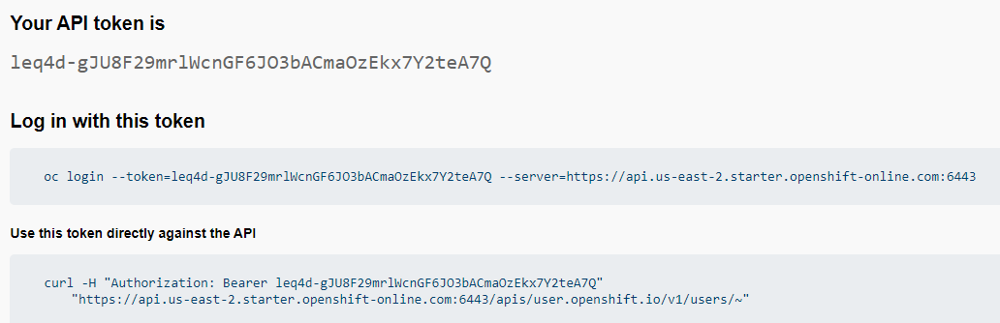 Your API token is
leq4d-gJU8F29mrlWcnGF6JO3bACmaOzEkx7Y2teA7Q
Log in with this token
oc login --token=leq4d-gJU8F29mrlWcnGF6JO3bACmaOzEkx7Y2teA7Q --server=https://api.us-east-2.starter.openshift-online.com:6443
Use this token directly against the API
curl -H "Authorization: Bearer leq4d-gJU8F29mrlWcnGF6JO3bACmaOzEkx7Y2teA7Q"
"https://api.us-east-2.starter.openshift-online.com:6443/apis/user.openshift.io/v1/users/~"